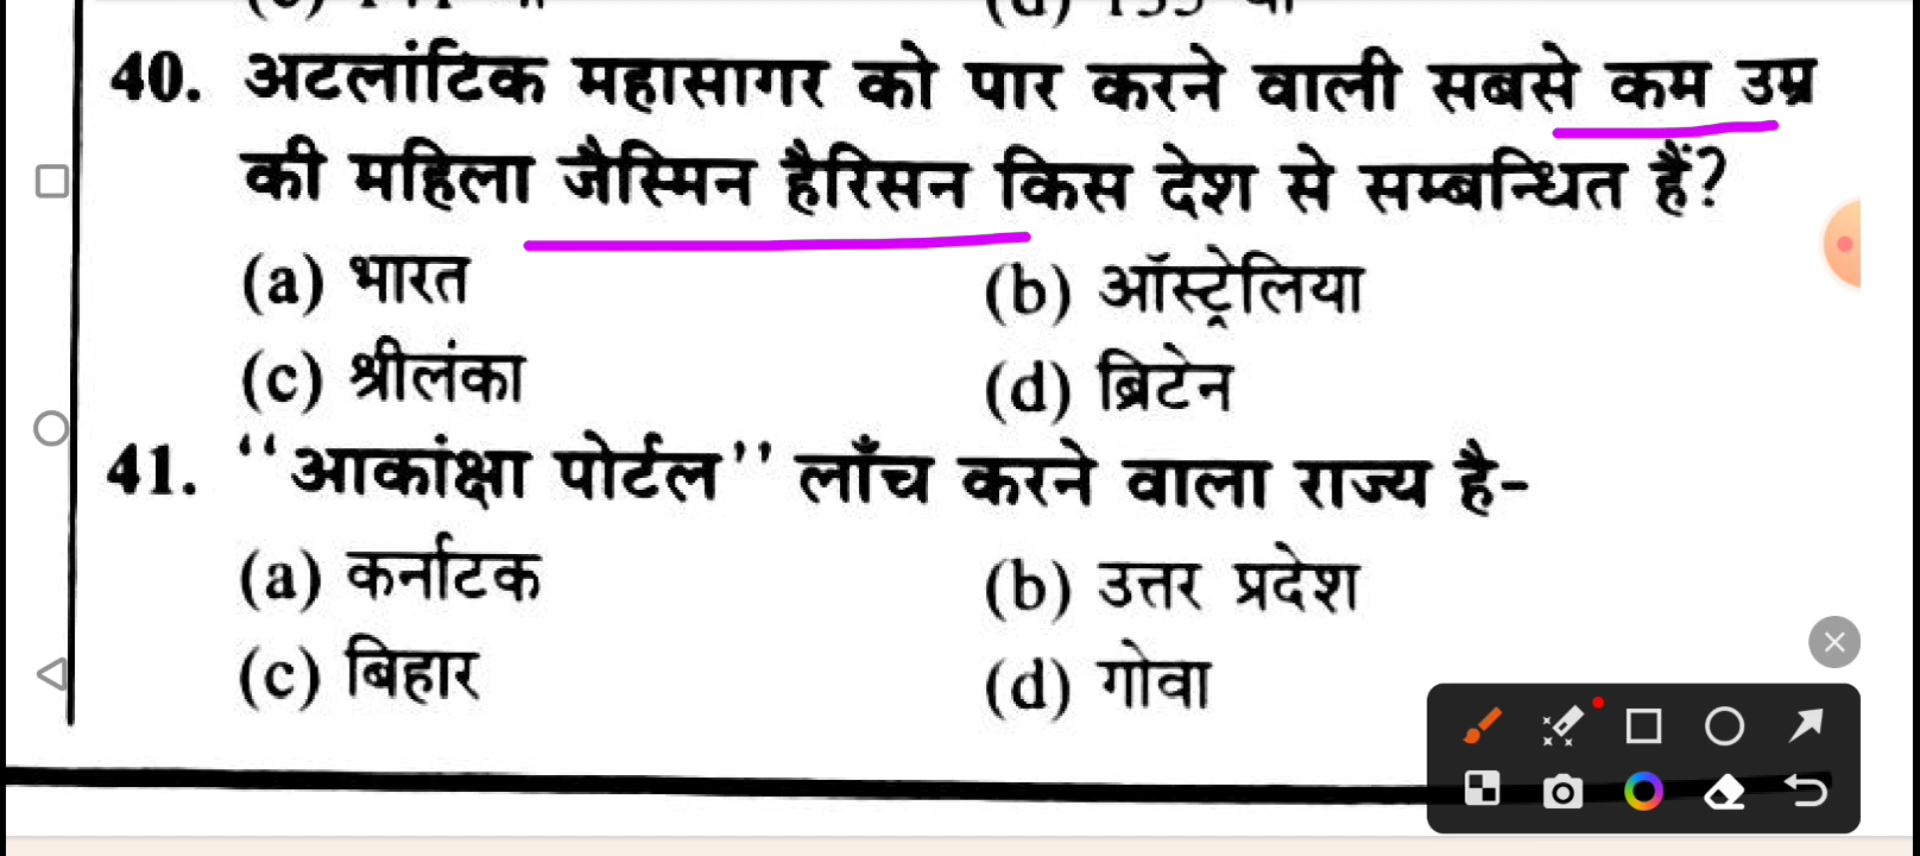 40. अटलांटिक महासागर को पार करने वाली सबसे कम उम्र
की महिला जैस्मिन हैरिसन किस देश से सम्बन्धित हैं?
(a) भारत (b) ऑस्ट्रेलिया
(c) श्रीलंका (d) ब्रिटेन
41. ‘‘आकांक्षा पोर्टल’’ लाँच करने वाला राज्य है-
(a) कर्नाटक (b) उत्तर प्रदेश
(c) बिहार (d) गोवा